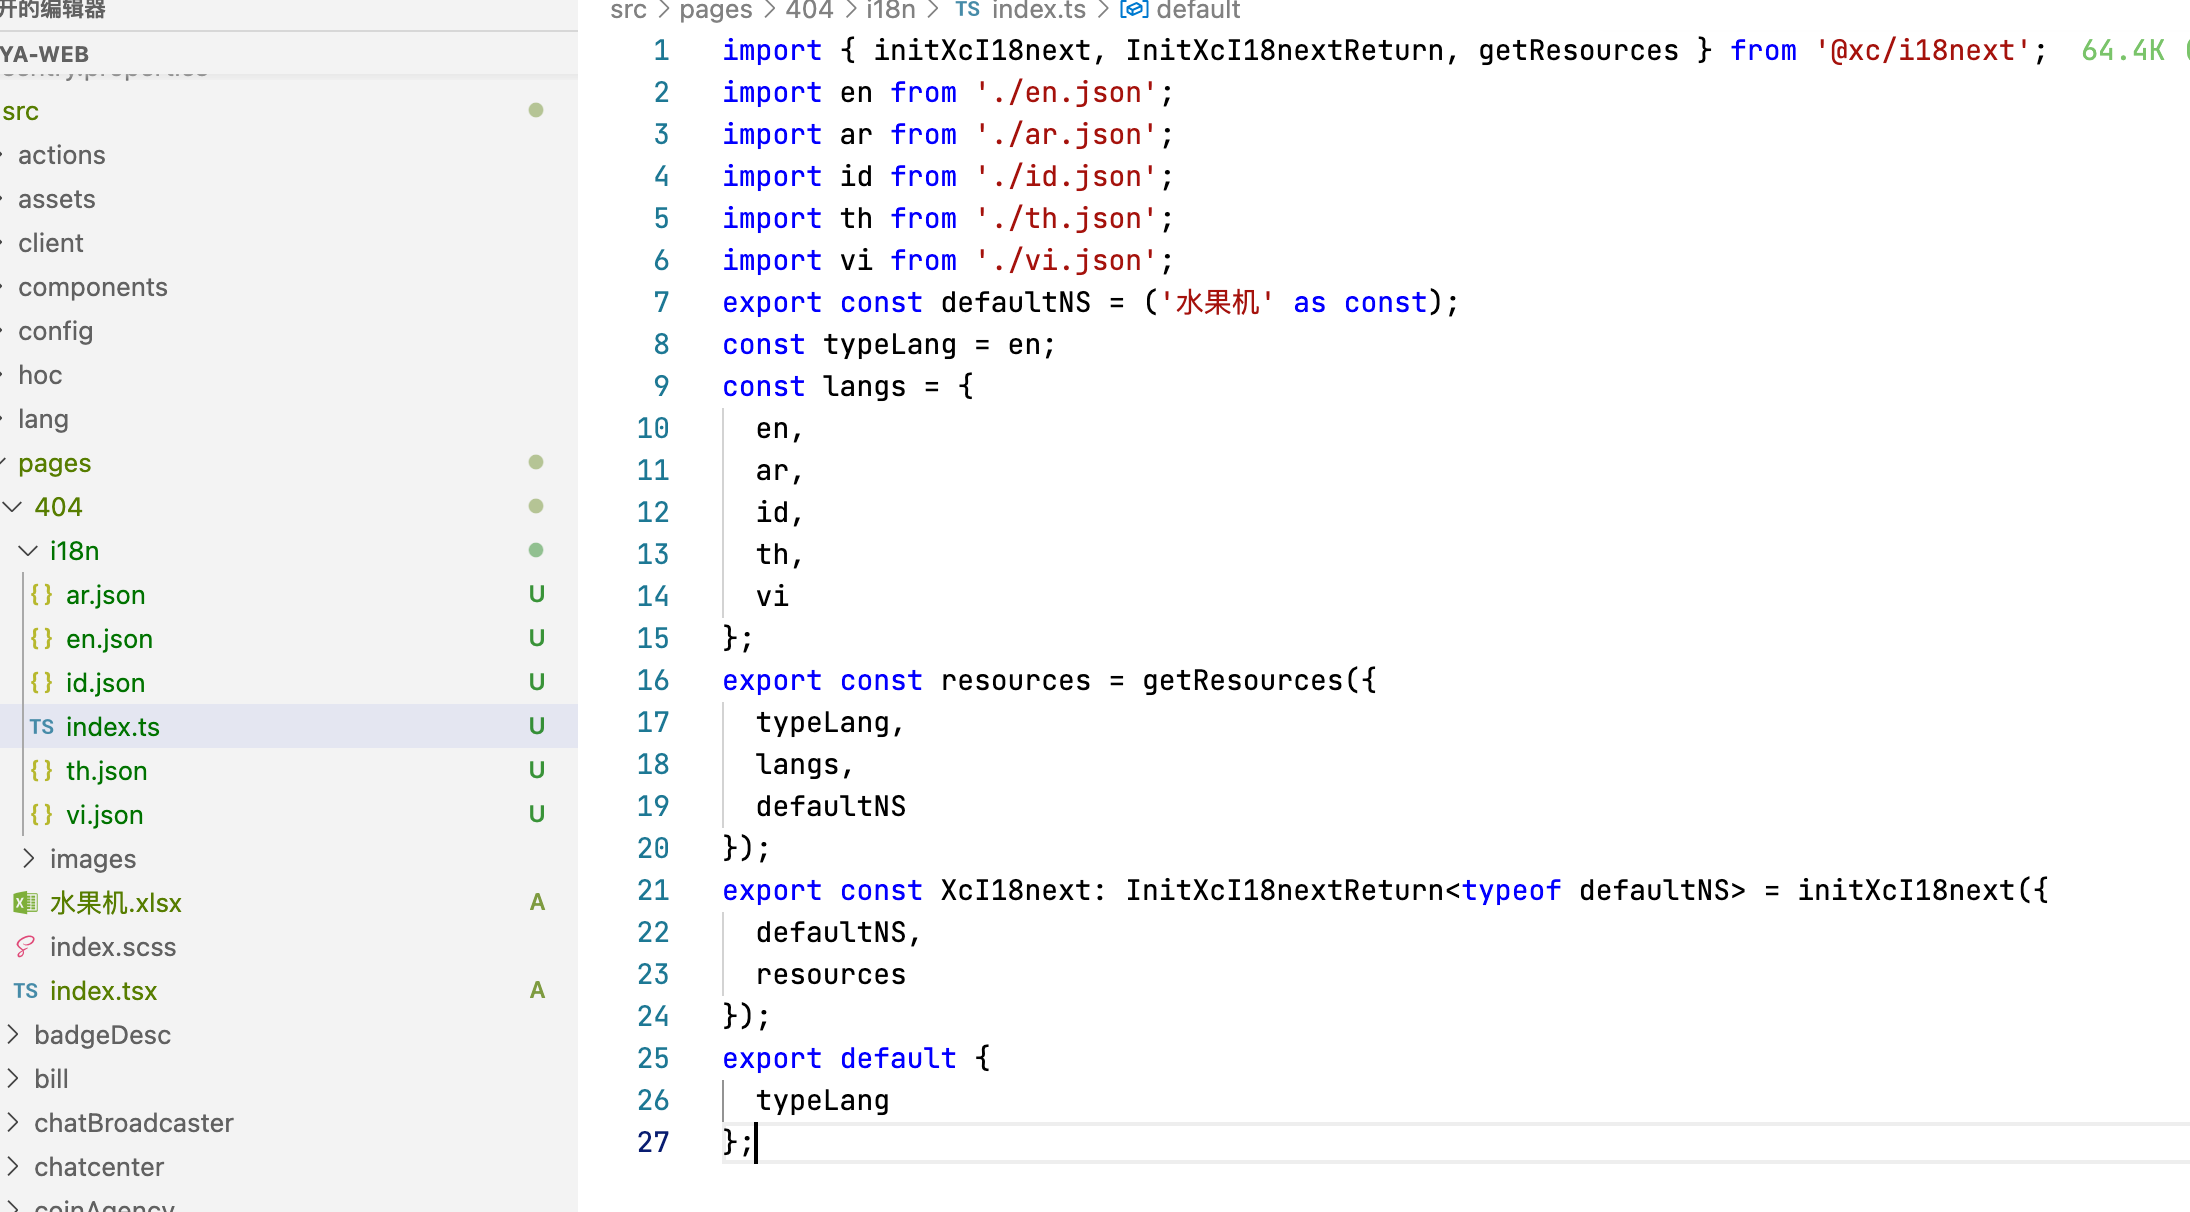 开的编辑器
YA-WEB
sentry.properties
src
actions
assets
client
components
config
hoc
lang
pages
404
i18n
{} ar.json U
{} en.json U
{} id.json U
TS index.ts U
{} th.json U
{} vi.json U
images
水果机.xlsx A
index.scss
TS index.tsx A
badgeDesc
bill
chatBroadcaster
chatcenter
coinAgency
src > pages > 404 > i18n > TS index.ts > default
1 import { initXcI18next, InitXcI18nextReturn, getResources } from '@xc/i18next'; 64.4K (
2 import en from './en.json';
3 import ar from './ar.json';
4 import id from './id.json';
5 import th from './th.json';
6 import vi from './vi.json';
7 export const defaultNS = ('水果机' as const);
8 const typeLang = en;
9 const langs = {
10 en,
11 ar,
12 id,
13 th,
14 vi
15 };
16 export const resources = getResources({
17 typeLang,
18 langs,
19 defaultNS
20 });
21 export const XcI18next: InitXcI18nextReturn<typeof defaultNS> = initXcI18next({
22 defaultNS,
23 resources
24 });
25 export default {
26 typeLang
27 };